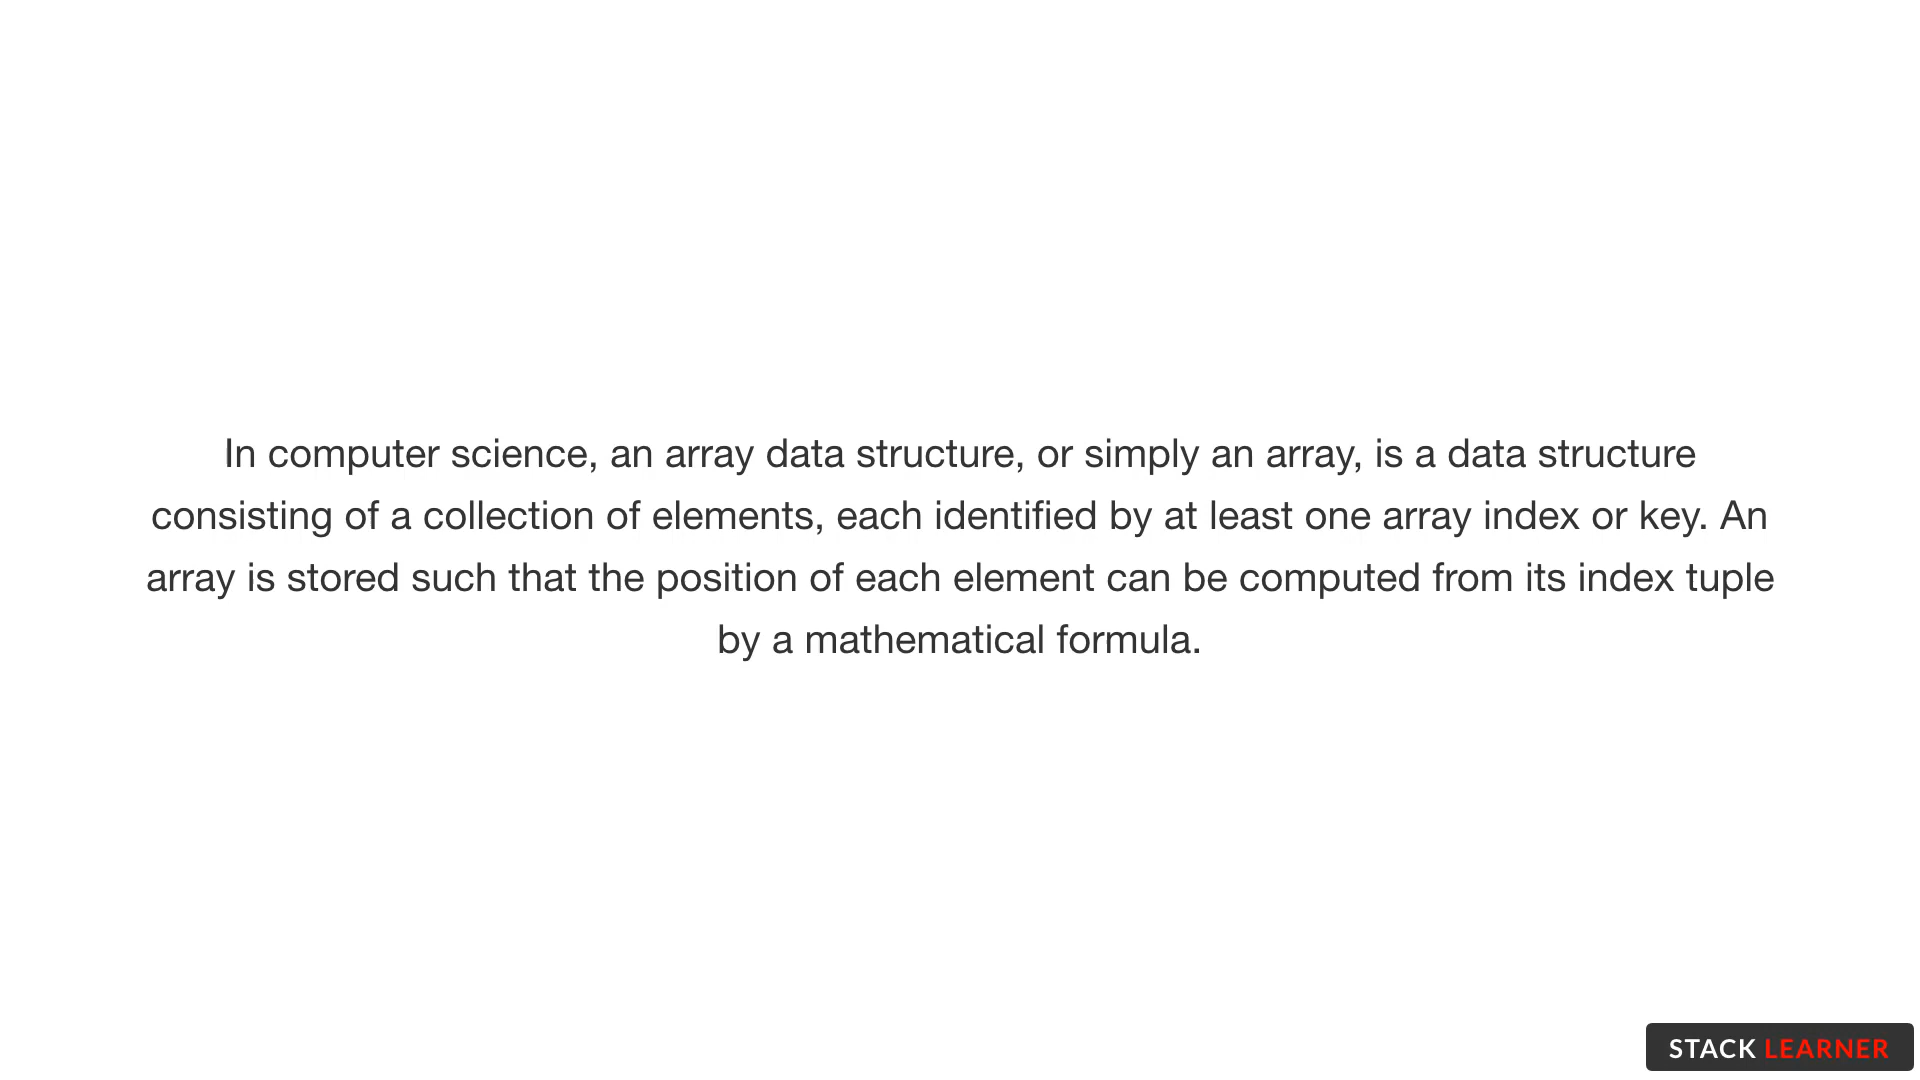 In computer science, an array data structure, or simply an array, is a data structure
consisting of a collection of elements, each identified by at least one array index or key. An
array is stored such that the position of each element can be computed from its index tuple
by a mathematical formula.
STACK LEARNER